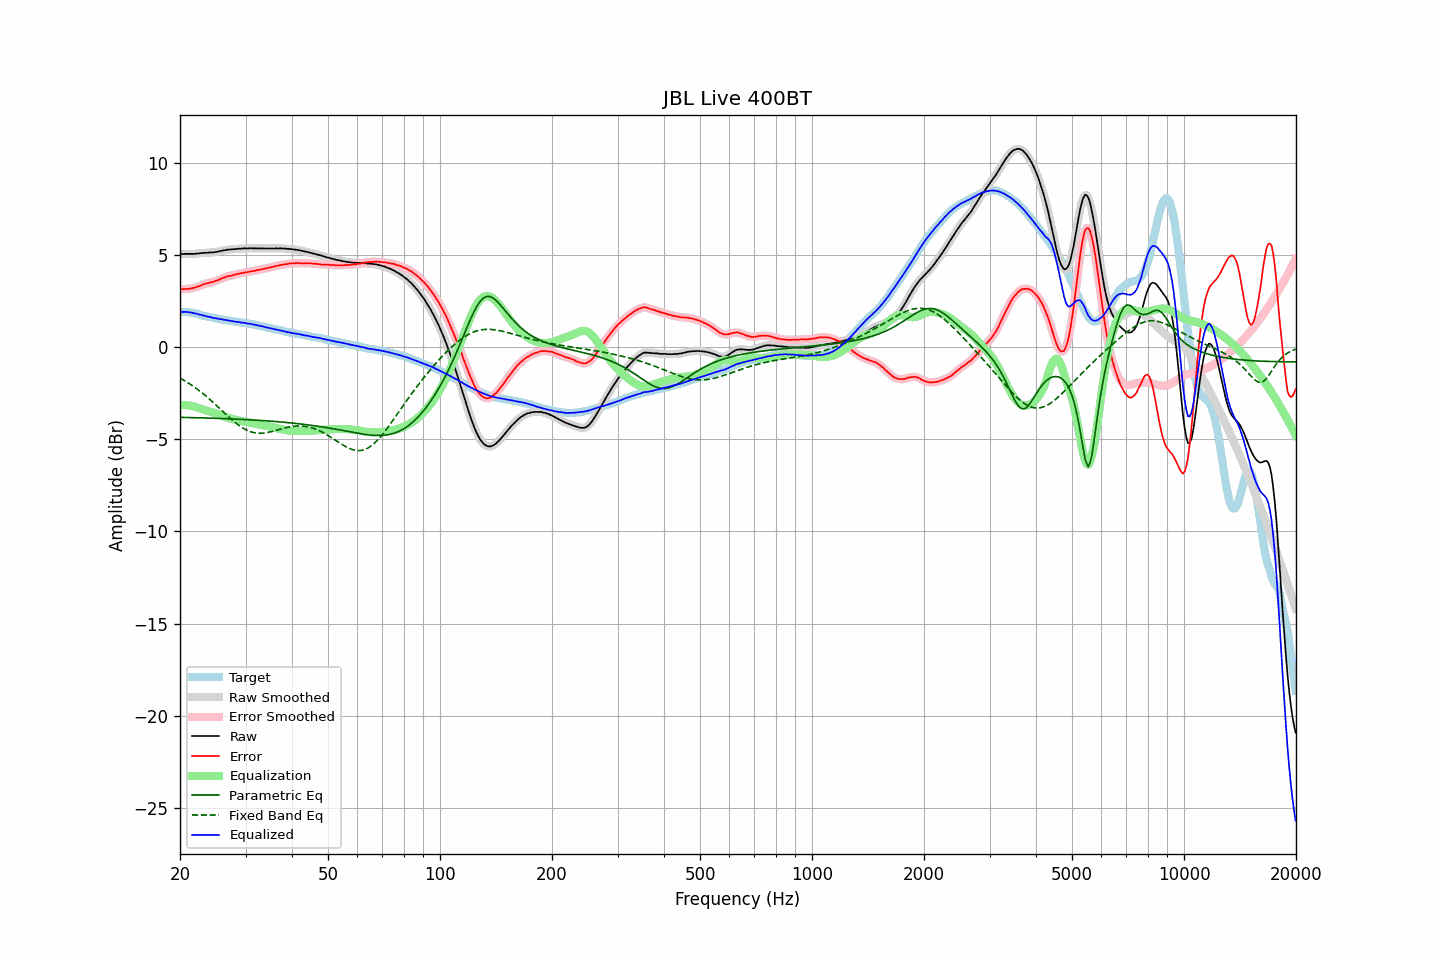 JBL Live 400BT
Amplitude (dBr)
10
5
0
−5
−10
−15
−20
−25
Target
Raw Smoothed
Error Smoothed
Raw
Error
Equalization
Parametric Eq
Fixed Band Eq
Equalized
20 50 100 200 500 1000 2000 5000 10000 20000
Frequency (Hz)